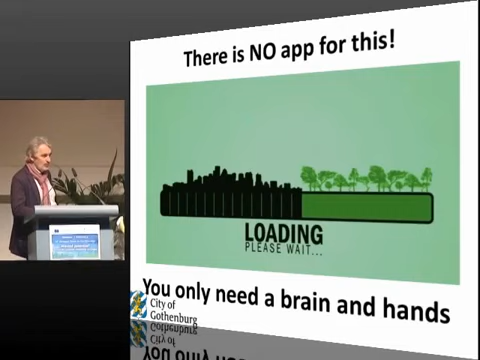 There is NO app for this!
LOADING
PLEASE WAIT...
You only need a brain and hands
City of
Gothenburg